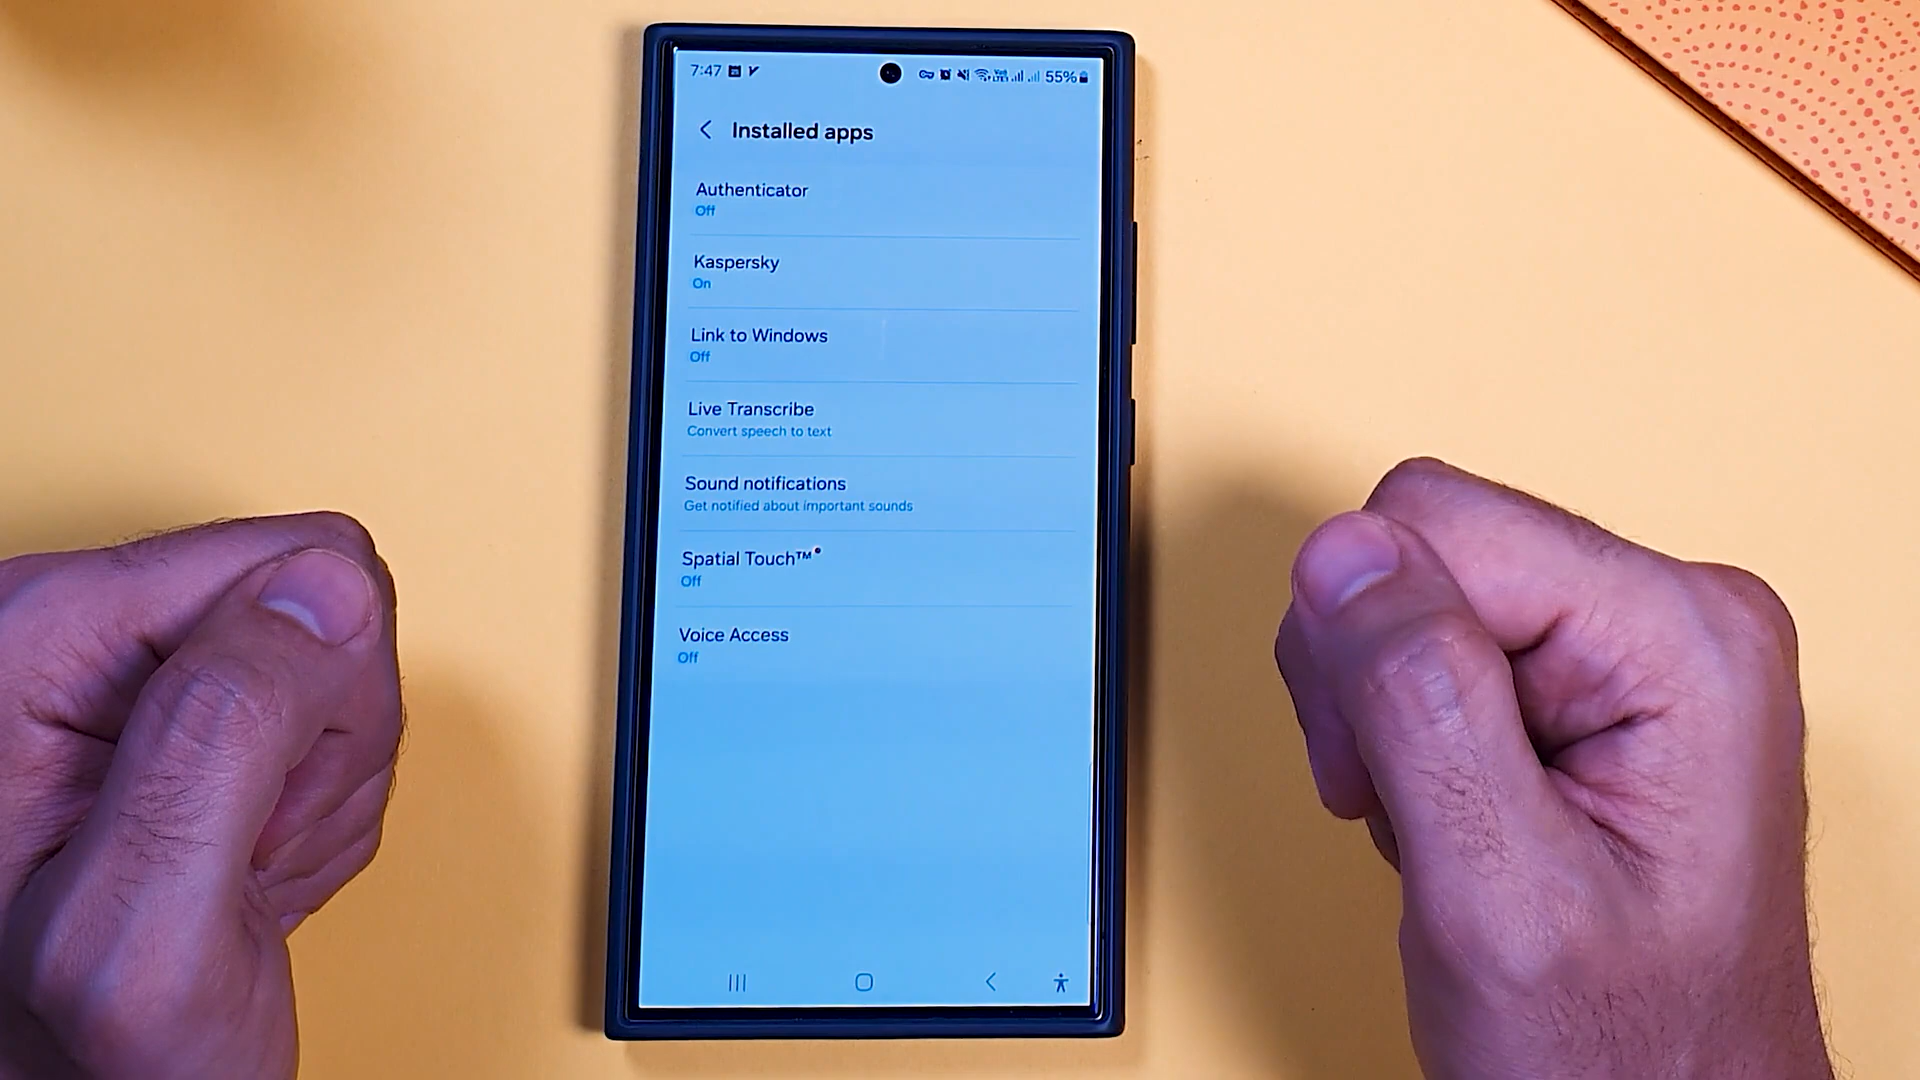 7:47 55%
Installed apps
Authenticator
Off
Kaspersky
On
Link to Windows
Off
Live Transcribe
Convert speech to text
Sound notifications
Get notified about important sounds
Spatial Touch™
Off
Voice Access
Off